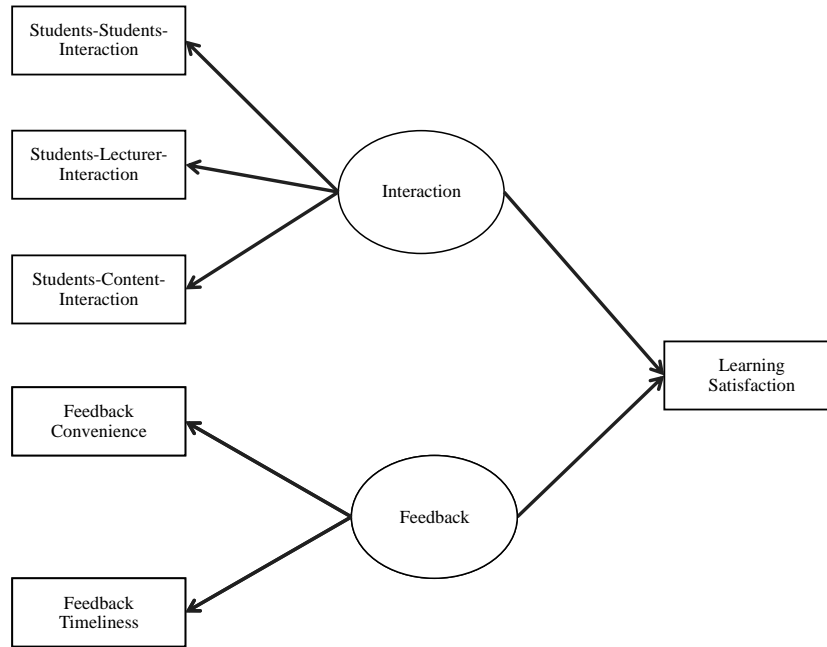 Students-Students-
Interaction
Students-Lecturer-
Interaction
Interaction
Students-Content-
Interaction
Learning
Satisfaction
Feedback
Convenience
Feedback
Feedback
Timeliness